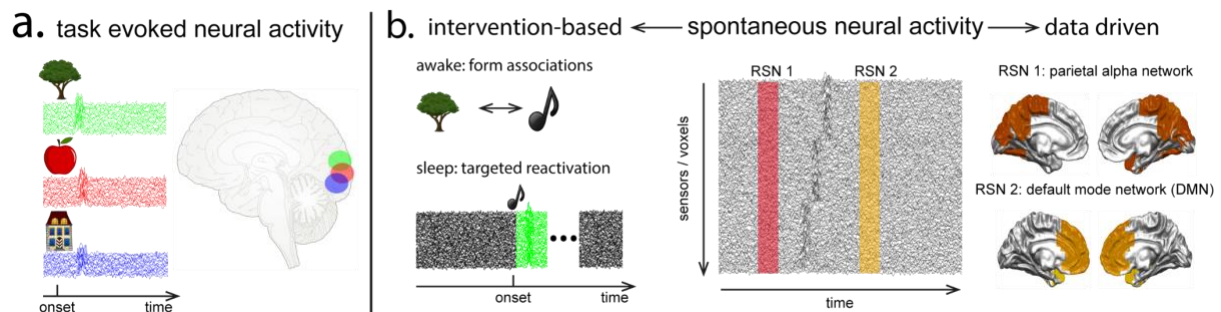 a. task evoked neural activity
onset
time
b. intervention-based
spontaneous neural activity
data driven
awake: form associations
sleep: targeted reactivation
onset
time
sensors / voxels
RSN 1
RSN 2
time
RSN 1: parietal alpha network
RSN 2: default mode network (DMN)